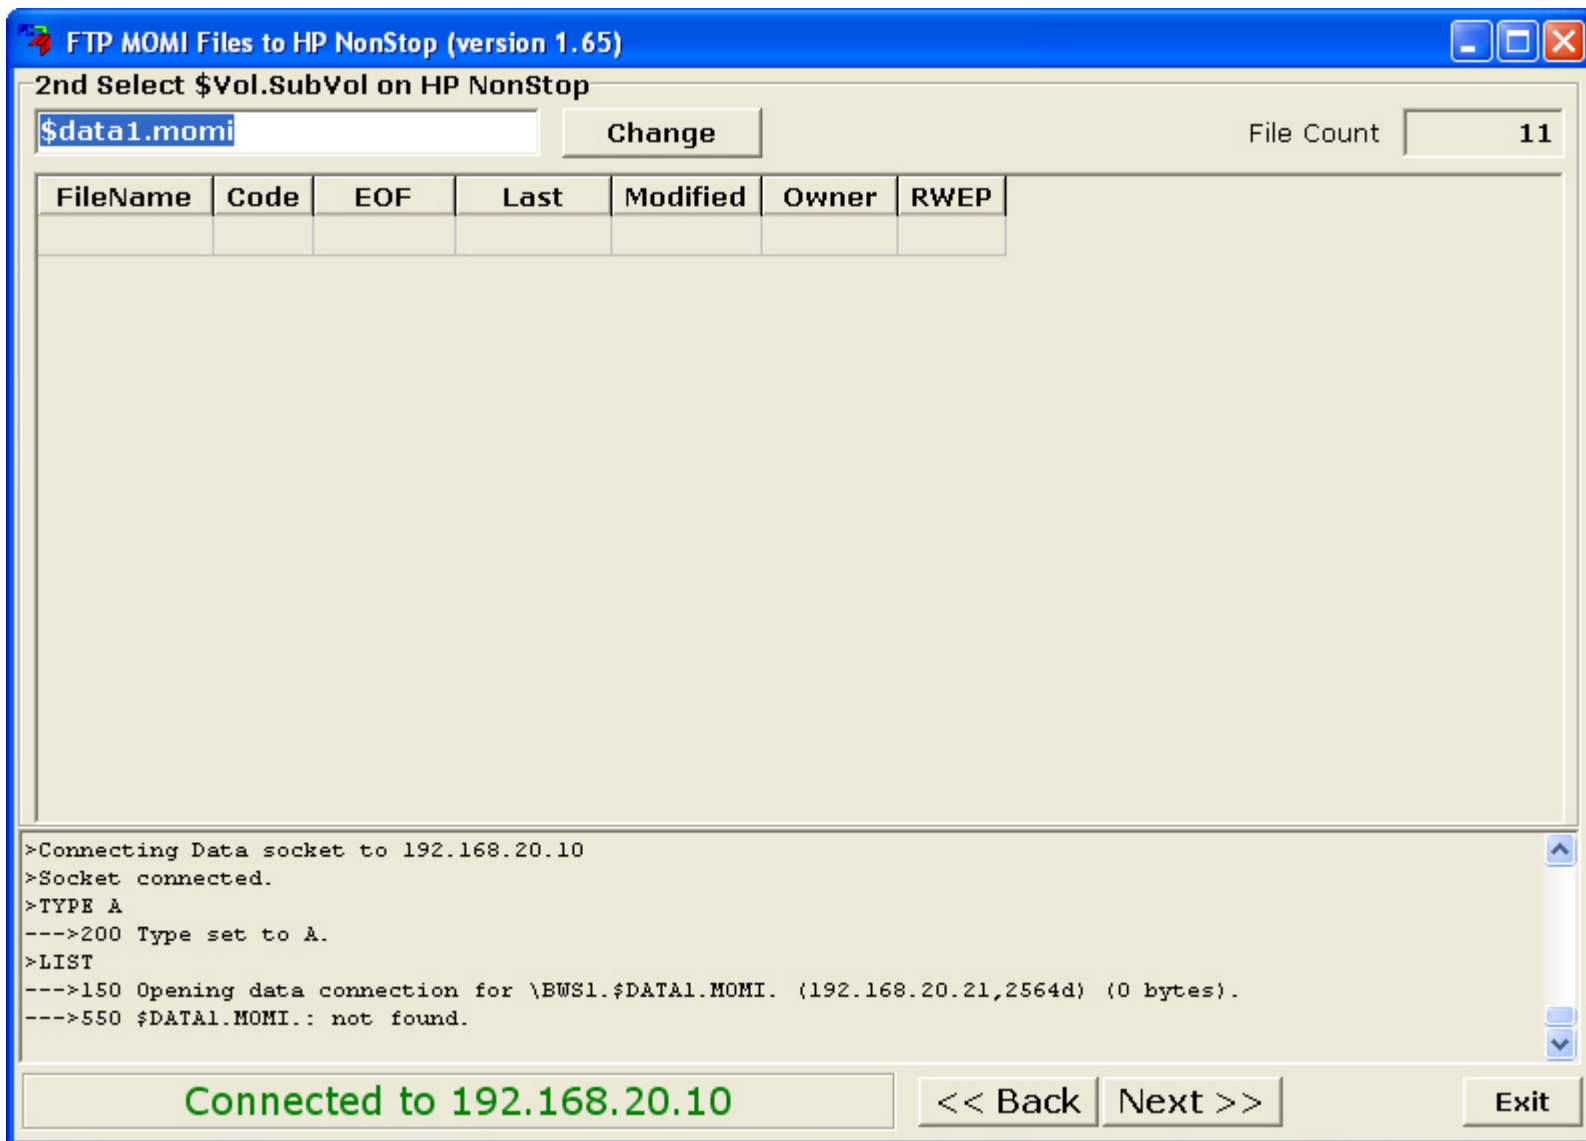 FTP MOMI Files to HP NonStop (version 1.65)
2nd Select $Vol.SubVol on HP NonStop
$data1.momi Change File Count 11
FileName Code EOF Last Modified Owner RWEP
>Connecting Data socket to 192.168.20.10
>Socket connected.
>TYPE A
--->200 Type set to A.
>LIST
--->150 Opening data connection for \BWS1.$DATA1.MOMI. (192.168.20.21,2564d) (0 bytes).
--->550 $DATA1.MOMI.: not found.
Connected to 192.168.20.10 << Back Next >> Exit